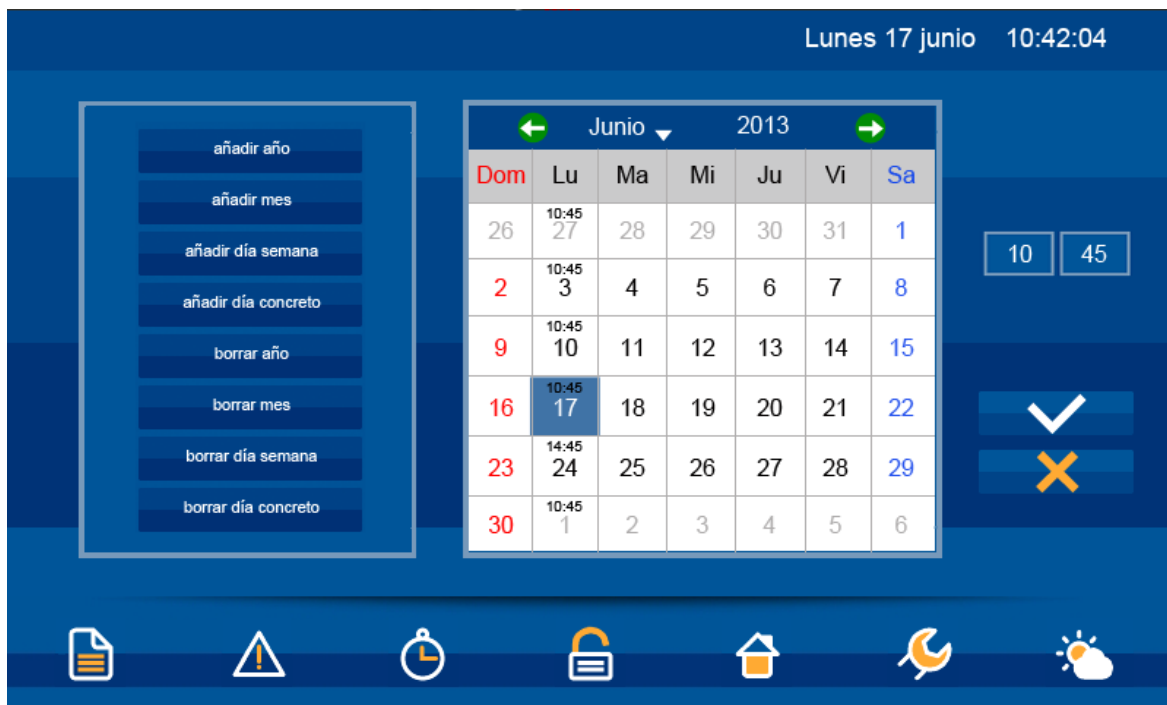 Lunes 17 junio 10:42:04
añadir año
añadir mes
añadir día semana
añadir día concreto
borrar año
borrar mes
borrar día semana
borrar día concreto
Junio 2013
Dom Lu Ma Mi Ju Vi Sa
10:45
26 27 28 29 30 31 1
10:45
2 3 4 5 6 7 8
10:45
9 10 11 12 13 14 15
10:45
16 17 18 19 20 21 22
14:45
23 24 25 26 27 28 29
10:45
30 1 2 3 4 5 6
10 45